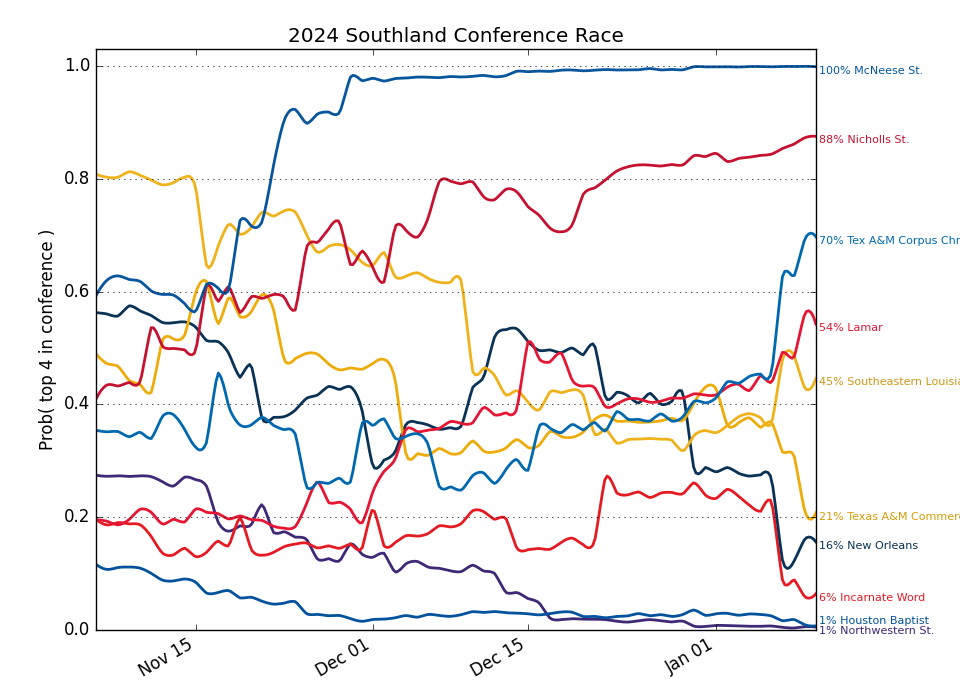 2024 Southland Conference Race
Prob( top 4 in conference )
1.0
0.8
0.6
0.4
0.2
0.0
Nov 15
Dec 01
Dec 15
Jan 01
100% McNeese St.
88% Nicholls St.
70% Tex A&M Corpus Chr
54% Lamar
45% Southeastern Louisia
21% Texas A&M Commerc
16% New Orleans
6% Incarnate Word
1% Houston Baptist
1% Northwestern St.